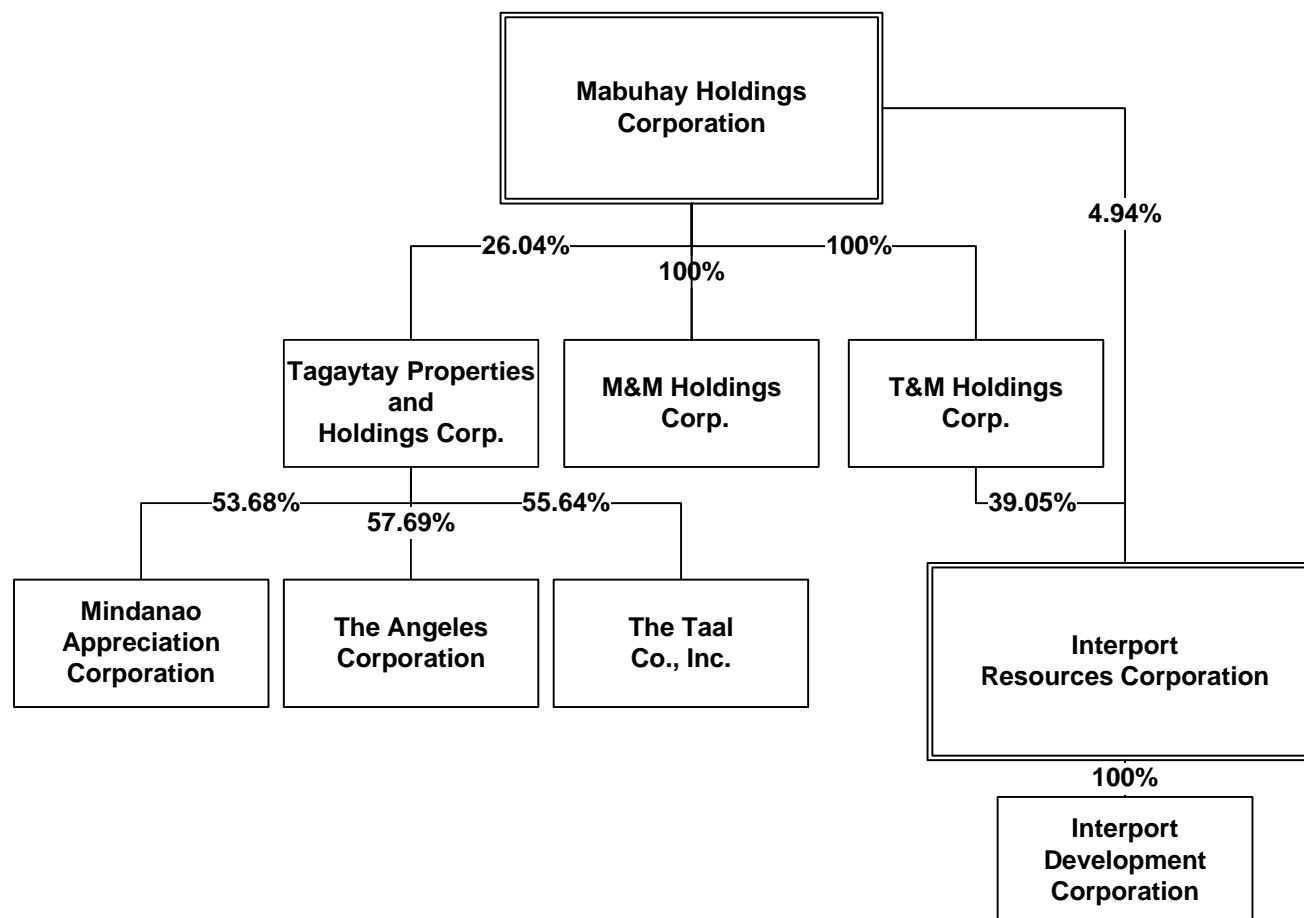 Mabuhay Holdings
Corporation
4.94%
26.04%
100%
100%
Tagaytay Properties
and
Holdings Corp.
M&M Holdings
Corp.
T&M Holdings
Corp.
53.68%
57.69%
55.64%
39.05%
Mindanao
Appreciation
Corporation
The Angeles
Corporation
The Taal
Co., Inc.
Interport
Resources Corporation
100%
Interport
Development
Corporation